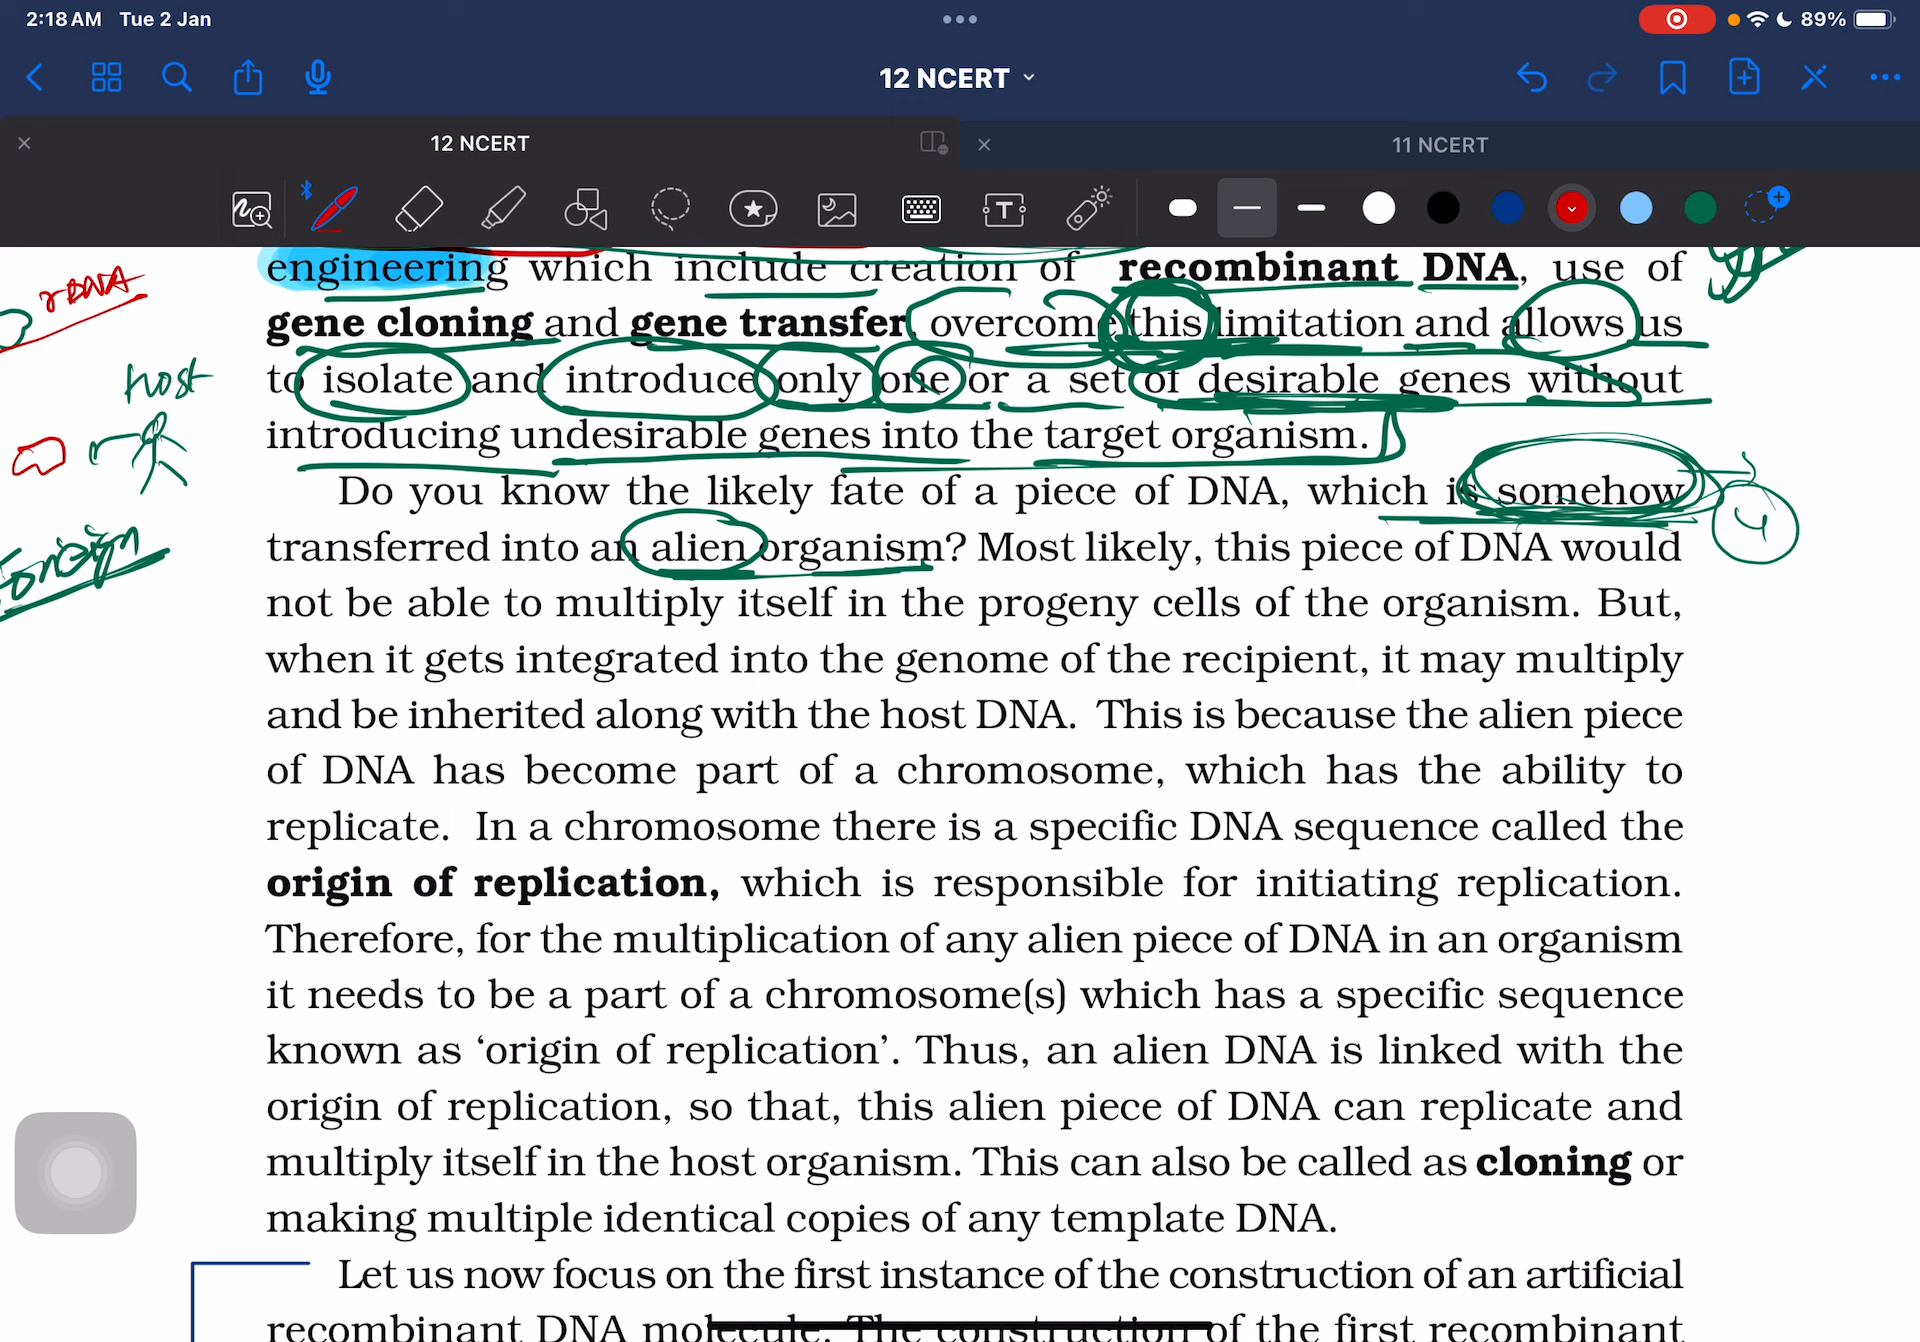 2:18 AM Tue 2 Jan
89%
12 NCERT
12 NCERT
11 NCERT
T
engineering which include creation of recombinant DNA, use of
rDNA
gene cloning and gene transfer, overcome this limitation and allows us
to isolate and introduce only one or a set of desirable genes without
Host
introducing undesirable genes into the target organism.
Do you know the likely fate of a piece of DNA, which is somehow
4
transferred into an alien organism? Most likely, this piece of DNA would
Foreign
not be able to multiply itself in the progeny cells of the organism. But,
when it gets integrated into the genome of the recipient, it may multiply
and be inherited along with the host DNA. This is because the alien piece
of DNA has become part of a chromosome, which has the ability to
replicate. In a chromosome there is a specific DNA sequence called the
origin of replication, which is responsible for initiating replication.
Therefore, for the multiplication of any alien piece of DNA in an organism
it needs to be a part of a chromosome(s) which has a specific sequence
known as ‘origin of replication’. Thus, an alien DNA is linked with the
origin of replication, so that, this alien piece of DNA can replicate and
multiply itself in the host organism. This can also be called as cloning or
making multiple identical copies of any template DNA.
Let us now focus on the first instance of the construction of an artificial
recombinant DNA molecule. The construction of the first recombinant